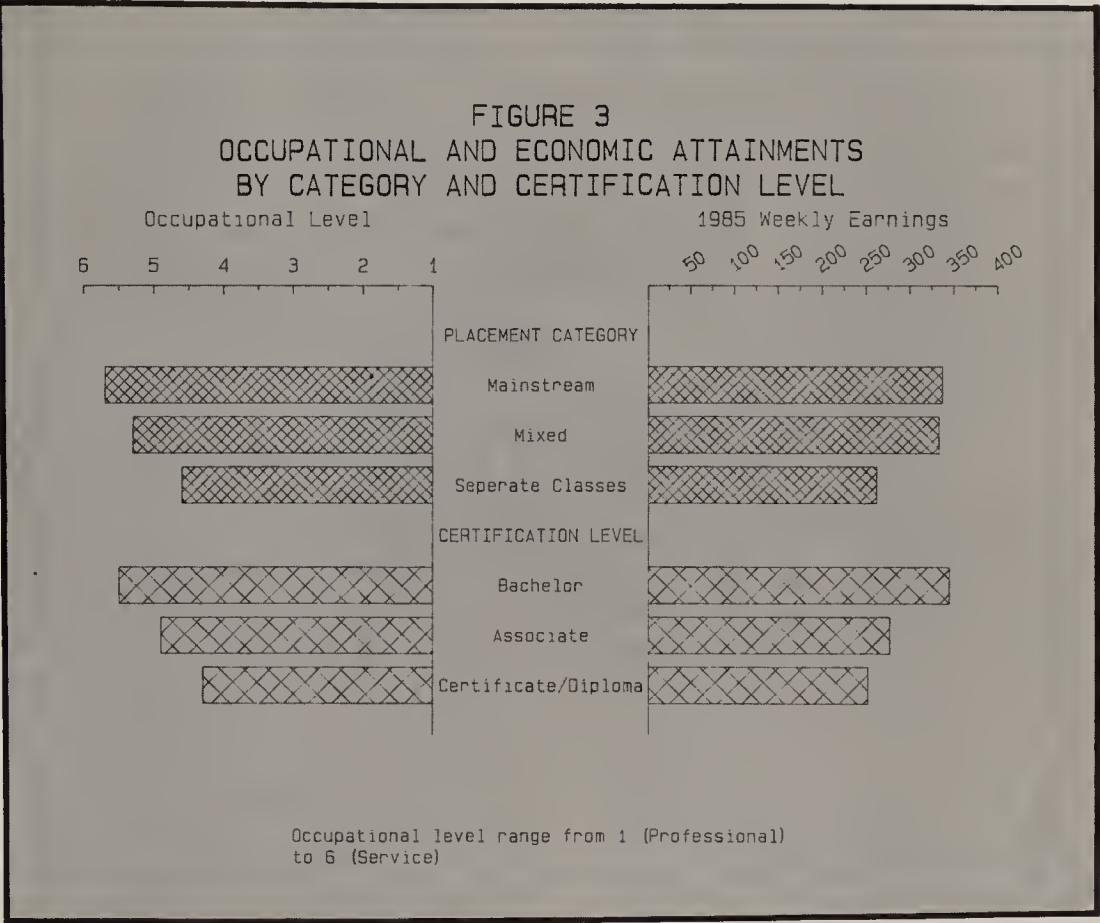 FIGURE 3
OCCUPATIONAL AND ECONOMIC ATTAINMENTS
BY CATEGORY AND CERTIFICATION LEVEL
Occupational Level
1985 Weekly Earnings
6 5 4 3 2 1
50 100 150 200 250 300 350 400
PLACEMENT CATEGORY
Mainstream
Mixed
Seperate Classes
CERTIFICATION LEVEL
Bachelor
Associate
Certificate/Diploma
Occupational level range from 1 (Professional)
to 6 (Service)